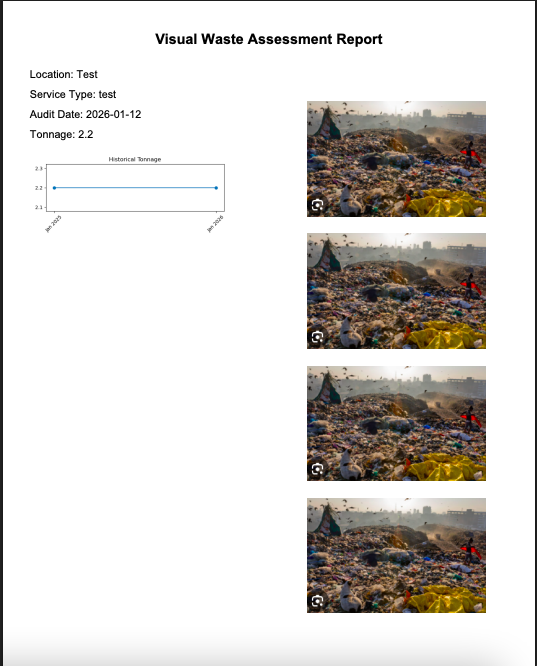 Visual Waste Assessment Report
Location: Test
Service Type: test
Audit Date: 2026-01-12
Tonnage: 2.2
Historical Tonnage
2.3
2.2
2.1
Jan 2025
Jan 2026